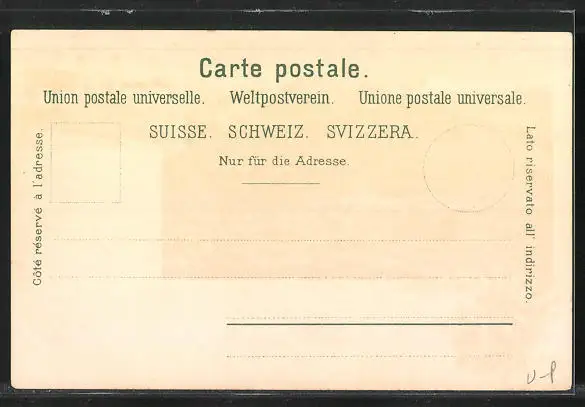 Carte postale.
Union postale universelle. Weltpostverein. Unione postale universale.
SUISSE. SCHWEIZ. SVIZZERA.
Nur für die Adresse.
Côté réservé à l'adresse.
Lato riservato all' indirizzo.